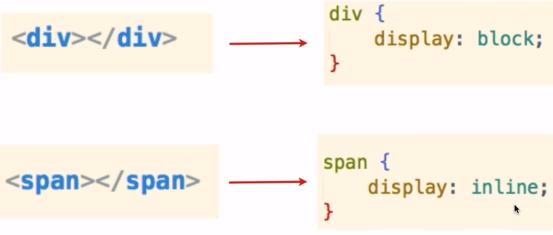 <div></div>
div {
display: block;
}
<span></span>
span {
display: inline;
}